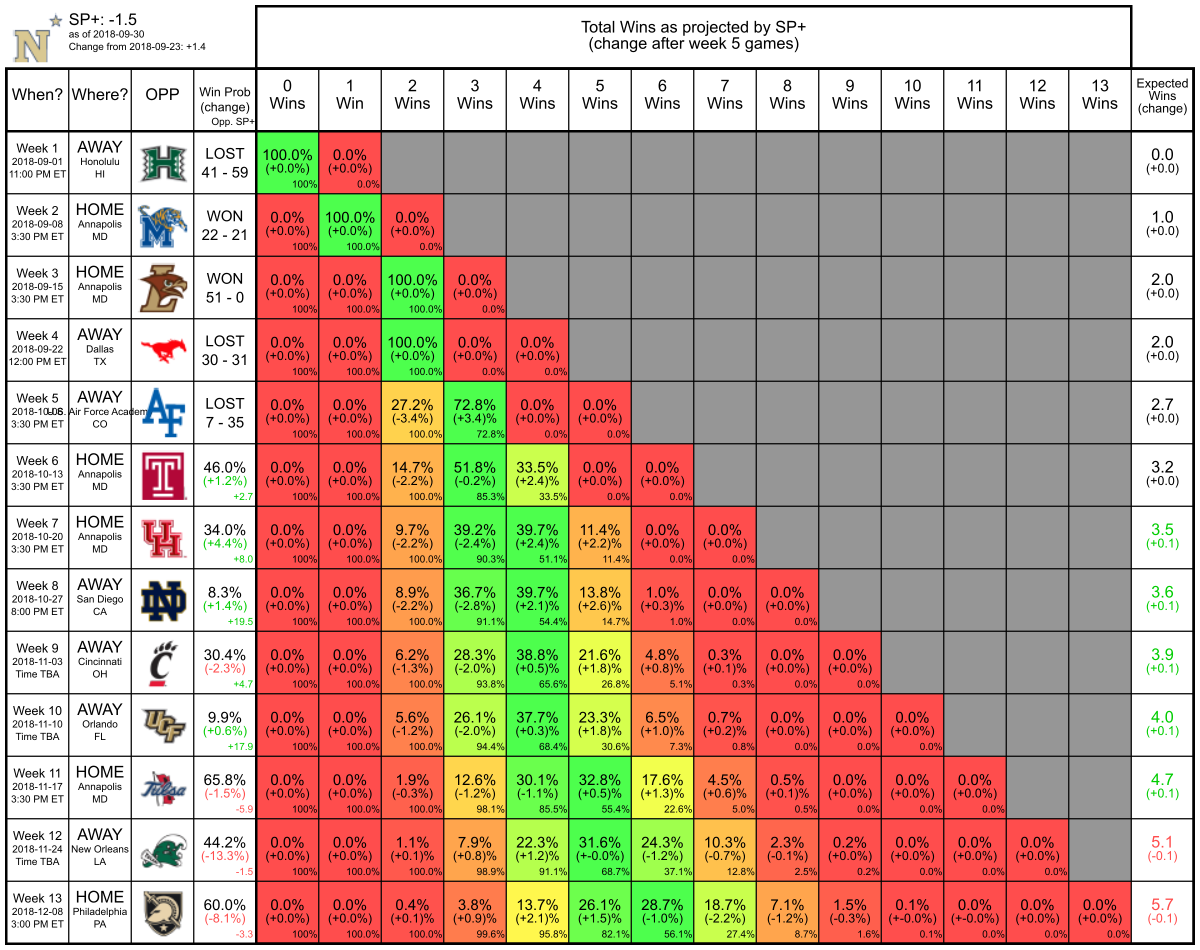 SP+: -1.5
as of 2018-09-30
Change from 2018-09-23: +1.4
Total Wins as projected by SP+
(change after week 5 games)
When? Where? OPP Win Prob (change) Opp. SP+ 0 Wins 1 Win 2 Wins 3 Wins 4 Wins 5 Wins 6 Wins 7 Wins 8 Wins 9 Wins 10 Wins 11 Wins 12 Wins 13 Wins Expected Wins (change)
Week 1 AWAY LOST 100.0% 0.0% 0.0
2018-09-01 Honolulu 41 - 59 (+0.0%) (+0.0%) (+0.0)
11:00 PM ET HI 100% 0.0%
Week 2 HOME WON 0.0% 100.0% 0.0% 1.0
2018-09-08 Annapolis 22 - 21 (+0.0%) (+0.0%) (+0.0%) (+0.0)
3:30 PM ET MD 100% 100.0% 0.0%
Week 3 HOME WON 0.0% 0.0% 100.0% 0.0% 2.0
2018-09-15 Annapolis 51 - 0 (+0.0%) (+0.0%) (+0.0%) (+0.0%) (+0.0)
3:30 PM ET MD 100% 100.0% 100.0% 0.0%
Week 4 AWAY LOST 0.0% 0.0% 100.0% 0.0% 0.0% 2.0
2018-09-22 Dallas 30 - 31 (+0.0%) (+0.0%) (+0.0%) (+0.0%) (+0.0%) (+0.0)
12:00 PM ET TX 100% 100.0% 100.0% 0.0% 0.0%
Week 5 AWAY LOST 0.0% 0.0% 27.2% 72.8% 0.0% 0.0% 2.7
Air Force Academy 7 - 35 (+0.0%) (+0.0%) (-3.4%) (+3.4)% (+0.0%) (+0.0%) (+0.0)
3:30 PM ET CO 100% 100.0% 100.0% 72.8% 0.0% 0.0%
Week 6 HOME 46.0% 0.0% 0.0% 14.7% 51.8% 33.5% 0.0% 0.0% 3.2
2018-10-13 Annapolis (+1.2%) (+0.0%) (+0.0%) (-2.2%) (-0.2%) (+2.4)% (+0.0%) (+0.0%) (+0.0)
3:30 PM ET MD +2.7 100% 100.0% 100.0% 85.3% 33.5% 0.0% 0.0%
Week 7 HOME 34.0% 0.0% 0.0% 9.7% 39.2% 39.7% 11.4% 0.0% 0.0% 3.5
2018-10-20 Annapolis (+4.4%) (+0.0%) (+0.0%) (-2.2%) (-2.4%) (+2.4)% (+2.2)% (+0.0%) (+0.0%) (+0.1)
3:30 PM ET MD +8.0 100% 100.0% 100.0% 90.3% 51.1% 11.4% 0.0% 0.0%
Week 8 AWAY 8.3% 0.0% 0.0% 8.9% 36.7% 39.7% 13.8% 1.0% 0.0% 0.0% 3.6
2018-10-27 San Diego (+1.4%) (+0.0%) (+0.0%) (-2.2%) (-2.8%) (+2.1)% (+2.6)% (+0.3)% (+0.0%) (+0.0%) (+0.1)
8:00 PM ET CA +19.5 100% 100.0% 100.0% 91.1% 54.4% 14.7% 1.0% 0.0% 0.0%
Week 9 AWAY 30.4% 0.0% 0.0% 6.2% 28.3% 38.8% 21.6% 4.8% 0.3% 0.0% 0.0% 3.9
2018-11-03 Cincinnati (-2.3%) (+0.0%) (+0.0%) (-1.3%) (-2.0%) (+0.5)% (+1.8)% (+0.8)% (+0.1)% (+0.0%) (+0.0%) (+0.1)
Time TBA OH +4.7 100% 100.0% 100.0% 93.8% 65.6% 26.8% 5.1% 0.3% 0.0% 0.0%
Week 10 AWAY 9.9% 0.0% 0.0% 5.6% 26.1% 37.7% 23.3% 6.5% 0.7% 0.0% 0.0% 0.0% 4.0
2018-11-10 Orlando (+0.6%) (+0.0%) (+0.0%) (-1.2%) (-2.0%) (+0.3)% (+1.8)% (+1.0)% (+0.2)% (+0.0%) (+0.0%) (+0.0%) (+0.1)
Time TBA FL +17.9 100% 100.0% 100.0% 94.4% 68.4% 30.6% 7.3% 0.8% 0.0% 0.0% 0.0%
Week 11 HOME Tulsa 65.8% 0.0% 0.0% 1.9% 12.6% 30.1% 32.8% 17.6% 4.5% 0.5% 0.0% 0.0% 0.0% 4.7
2018-11-17 Annapolis (-1.5%) (+0.0%) (+0.0%) (-0.3%) (-1.2%) (-1.1%) (+0.5)% (+1.3)% (+0.6)% (+0.1)% (+0.0%) (+0.0%) (+0.0%) (+0.1)
3:30 PM ET MD -5.9 100% 100.0% 100.0% 98.1% 85.5% 55.4% 22.6% 5.0% 0.5% 0.0% 0.0% 0.0%
Week 12 AWAY 44.2% 0.0% 0.0% 1.1% 7.9% 22.3% 31.6% 24.3% 10.3% 2.3% 0.2% 0.0% 0.0% 0.0% 5.1
2018-11-24 New Orleans (-13.3%) (+0.0%) (+0.0%) (+0.1)% (+0.8)% (+1.2)% (+-0.0)% (-1.2%) (-0.7%) (-0.1%) (+0.0%) (+0.0%) (+0.0%) (+0.0%) (-0.1)
Time TBA LA -1.5 100% 100.0% 100.0% 98.9% 91.1% 68.7% 37.1% 12.8% 2.5% 0.2% 0.0% 0.0% 0.0%
Week 13 HOME 60.0% 0.0% 0.0% 0.4% 3.8% 13.7% 26.1% 28.7% 18.7% 7.1% 1.5% 0.1% 0.0% 0.0% 0.0% 5.7
2018-12-08 Philadelphia (-8.1%) (+0.0%) (+0.0%) (+0.1)% (+0.9)% (+2.1)% (+1.5)% (-1.0%) (-2.2%) (-1.2%) (-0.3%) (+-0.0%) (+-0.0%) (+0.0%) (+0.0%) (-0.1)
3:00 PM ET PA -3.3 100% 100.0% 100.0% 99.6% 95.8% 82.1% 56.1% 27.4% 8.7% 1.6% 0.1% 0.0% 0.0% 0.0%